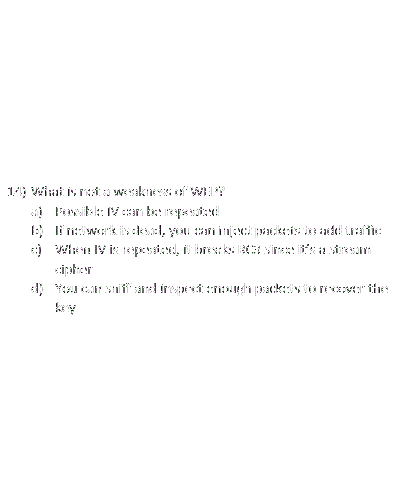 14) What is not a weakness of WEP?
a) Possible IV can be repeated
b) If network is dead, you can inject packets to add traffic
c) When IV is repeated, it breaks RC4 since it's a stream
cipher
d) You can sniff and inspect enough packets to recover the
key